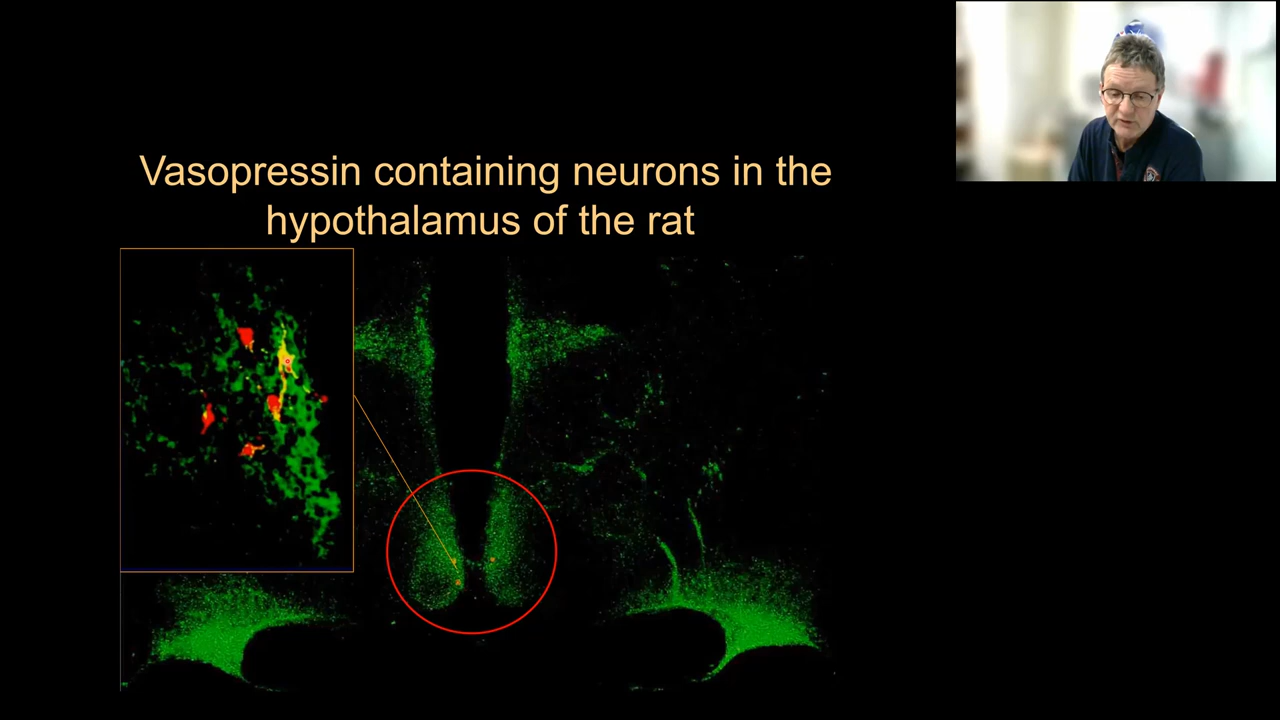 Vasopressin containing neurons in the
hypothalamus of the rat